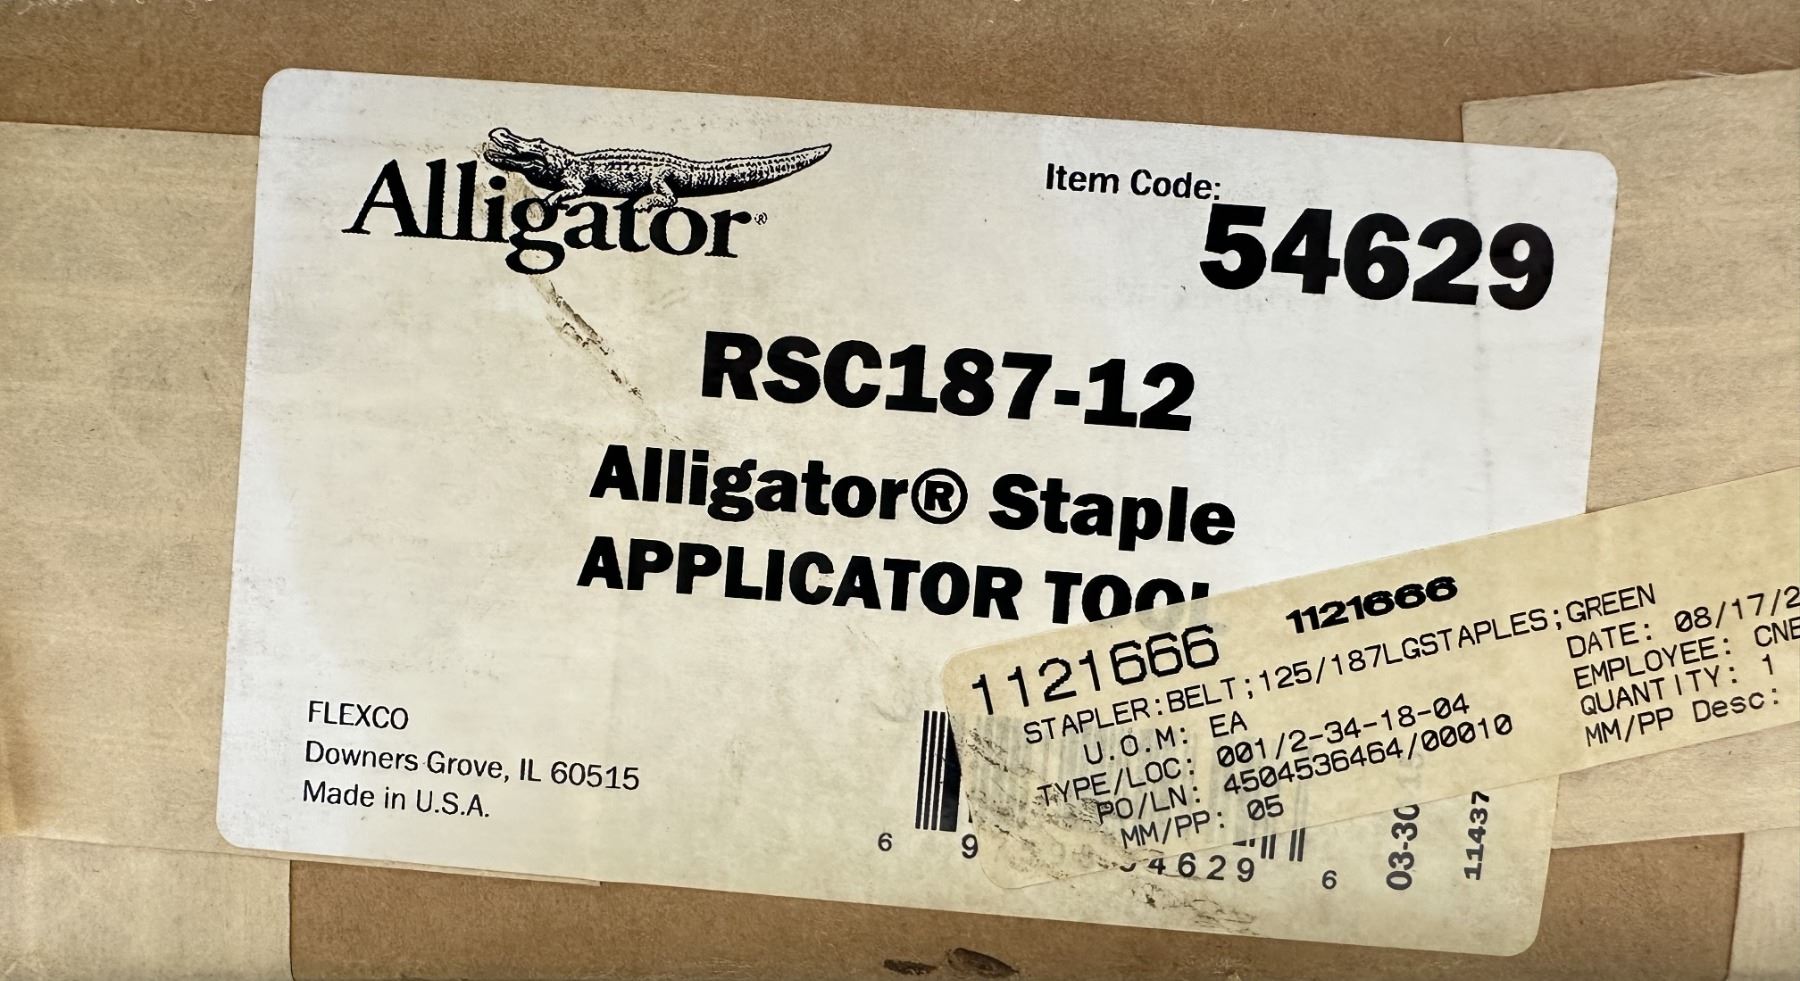 Alligator®
Item Code:
54629
RSC187-12
Alligator® Staple
APPLICATOR TOOL
FLEXCO
Downers Grove, IL 60515
Made in U.S.A.
6 9 4629 6
03-30
11437
1121666 1121666
STAPLER:BELT;125/187LGSTAPLES;GREEN
U.O.M: EA
TYPE/LOC: 001/2-34-18-04
PO/LN: 4504536464/00010
MM/PP: 05
DATE: 08/17/2
EMPLOYEE: CNE
QUANTITY: 1
MM/PP Desc: